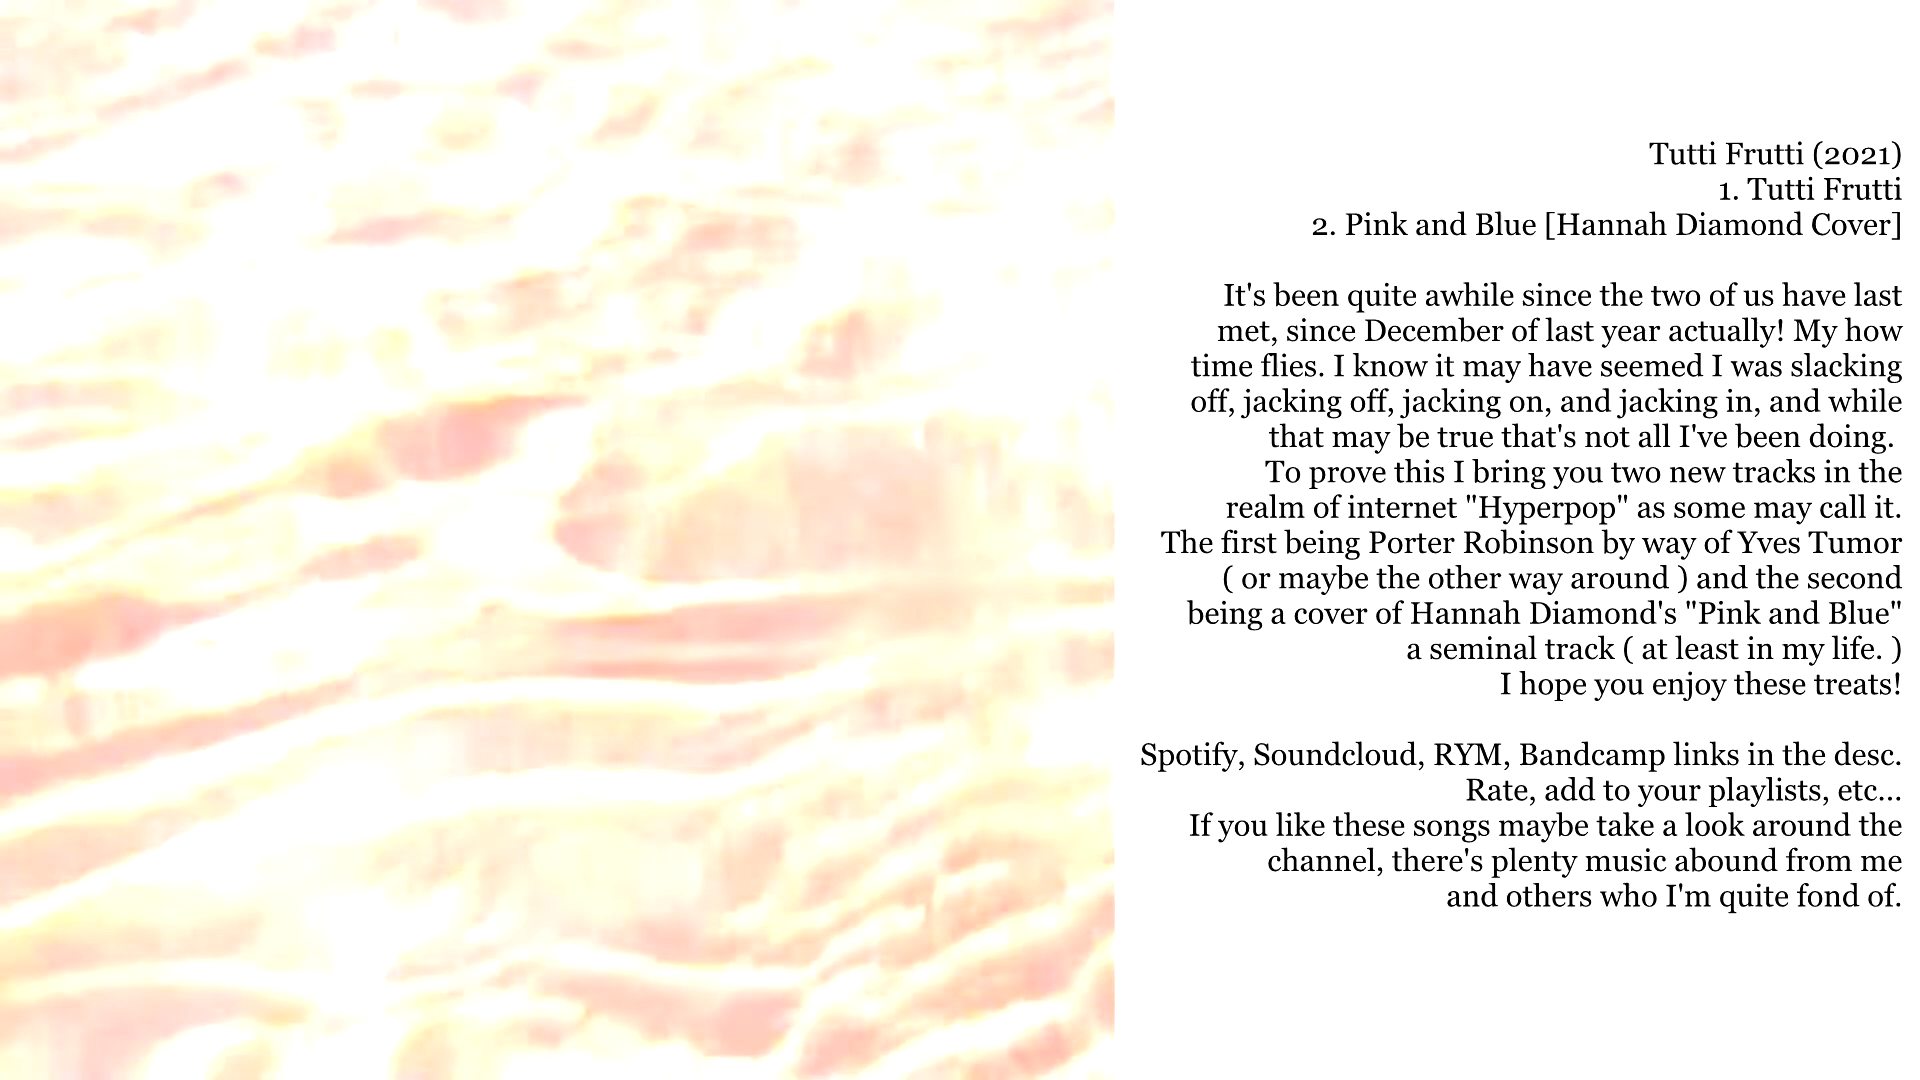 Tutti Frutti (2021)
1. Tutti Frutti
2. Pink and Blue [Hannah Diamond Cover]
It's been quite awhile since the two of us have last
met, since December of last year actually! My how
time flies. I know it may have seemed I was slacking
off, jacking off, jacking on, and jacking in, and while
that may be true that's not all I've been doing.
To prove this I bring you two new tracks in the
realm of internet "Hyperpop" as some may call it.
The first being Porter Robinson by way of Yves Tumor
( or maybe the other way around ) and the second
being a cover of Hannah Diamond's "Pink and Blue"
a seminal track ( at least in my life. )
I hope you enjoy these treats!
Spotify, Soundcloud, RYM, Bandcamp links in the desc.
Rate, add to your playlists, etc...
If you like these songs maybe take a look around the
channel, there's plenty music abound from me
and others who I'm quite fond of.